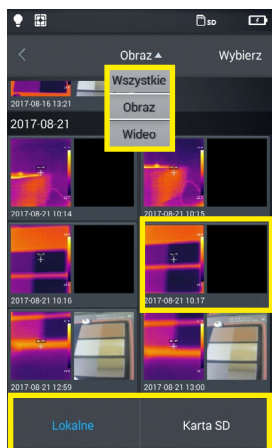 SD
Obraz ▲
Wybierz
Wszystkie
Obraz
Wideo
2017-08-16 13:21
2017-08-21
2017-08-21 10:14
2017-08-21 10:15
2017-08-21 10.16
2017-08-21 10.17
2017-08-21 12:59
2017-08-21 13:00
Lokalne
Karta SD